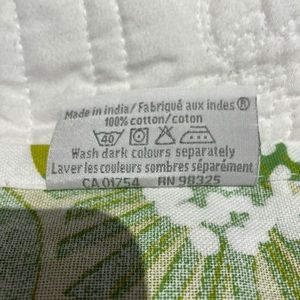 Made in india/Fabriqué aux indes®
100% cotton/coton
40
Wash dark colours separately
Laver les couleurs sombres séparément
CA 01754 RN 98325